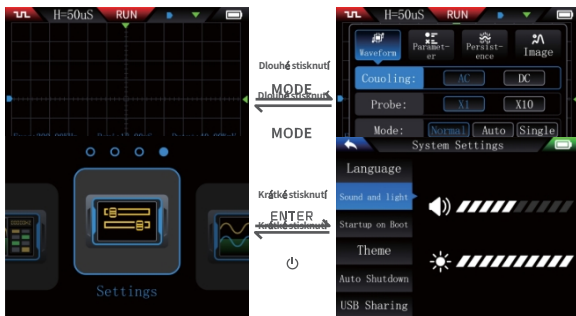 H=50uS RUN
Settings
Dlouhé stisknutí
MODE
Dlouhé stisknutí
MODE
Krátké stisknutí
ENTER
Krátké stisknutí
H=50uS RUN
Waveform
Paramet-
er
Persist-
ence
Image
Couoling: AC DC
Probe: X1 X10
Mode: Normal Auto Single
System Settings
Language
Sound and light
Startup on Boot
Theme
Auto Shutdown
USB Sharing